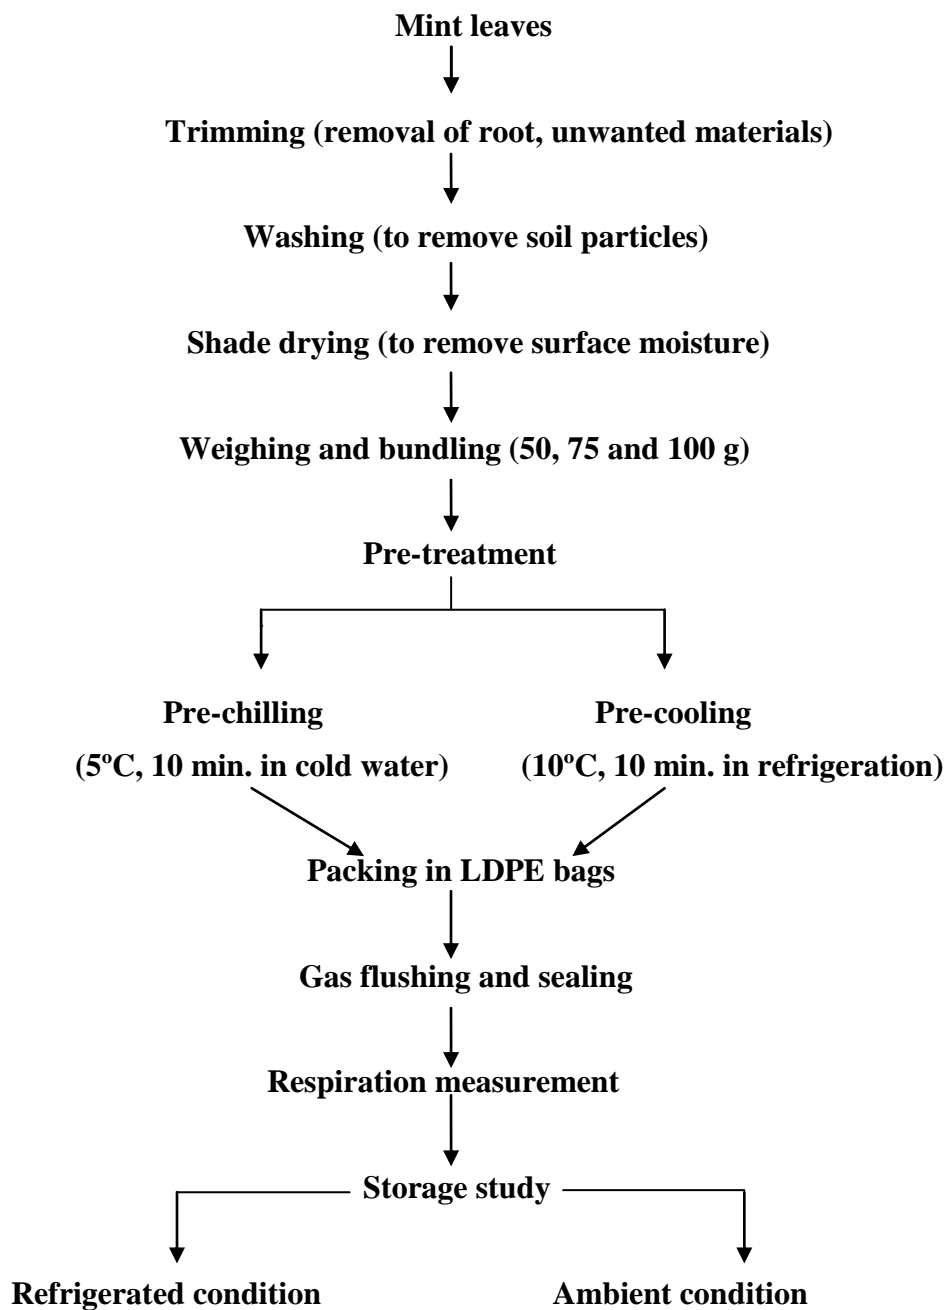 Mint leaves
Trimming (removal of root, unwanted materials)
Washing (to remove soil particles)
Shade drying (to remove surface moisture)
Weighing and bundling (50, 75 and 100 g)
Pre-treatment
Pre-chilling
(5ºC, 10 min. in cold water)
Pre-cooling
(10ºC, 10 min. in refrigeration)
Packing in LDPE bags
Gas flushing and sealing
Respiration measurement
Storage study
Refrigerated condition
Ambient condition